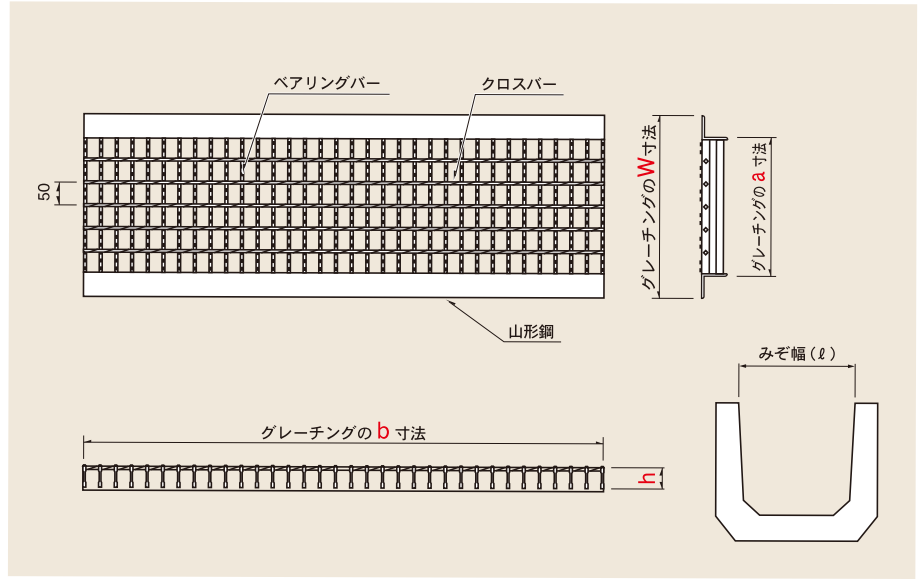 ベアリングバー
クロスバー
50
グレーチングのW寸法
グレーチングのa寸法
山形鋼
みぞ幅(ℓ)
グレーチングのb寸法
h